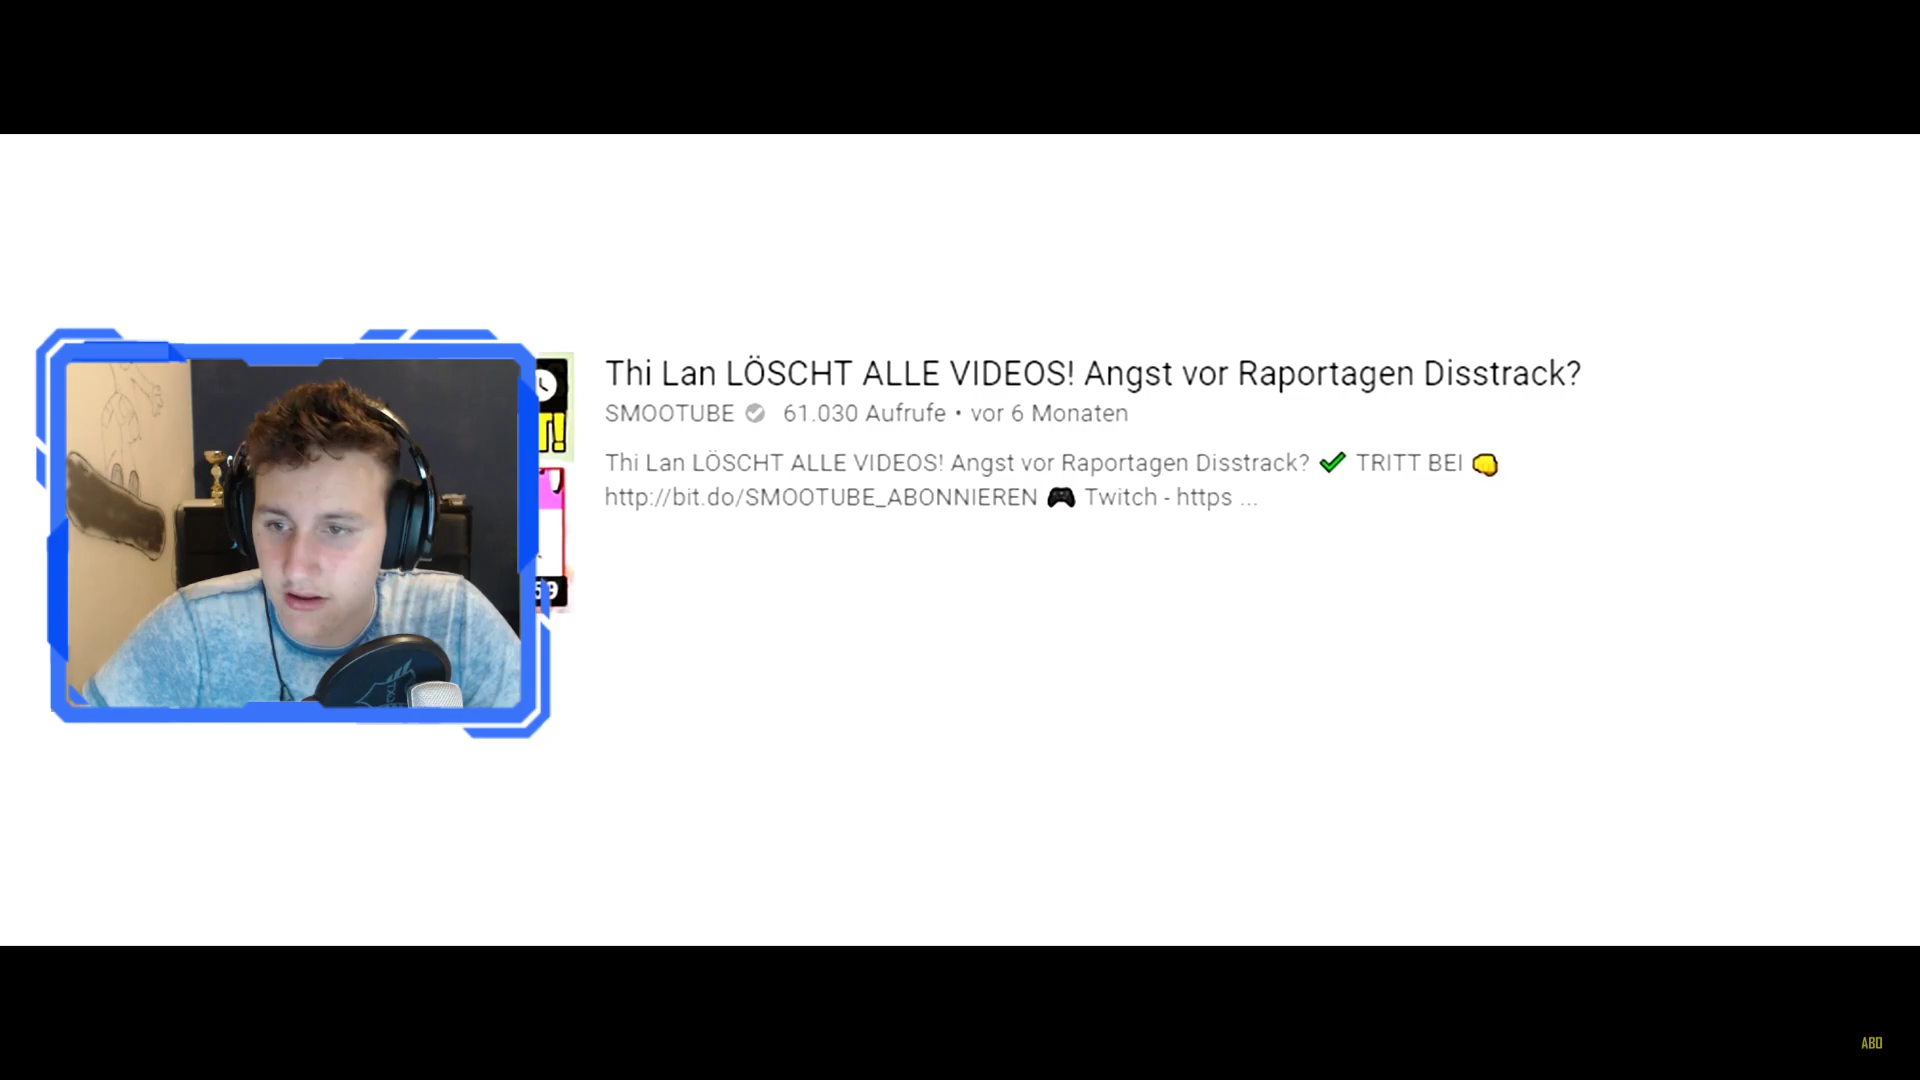 Thi Lan LÖSCHT ALLE VIDEOS! Angst vor Raportagen Disstrack?
SMOOTUBE 61.030 Aufrufe • vor 6 Monaten
Thi Lan LÖSCHT ALLE VIDEOS! Angst vor Raportagen Disstrack? ✔ TRITT BEI 👊
http://bit.do/SMOOTUBE_ABONNIEREN 🎮 Twitch - https ...
ABO